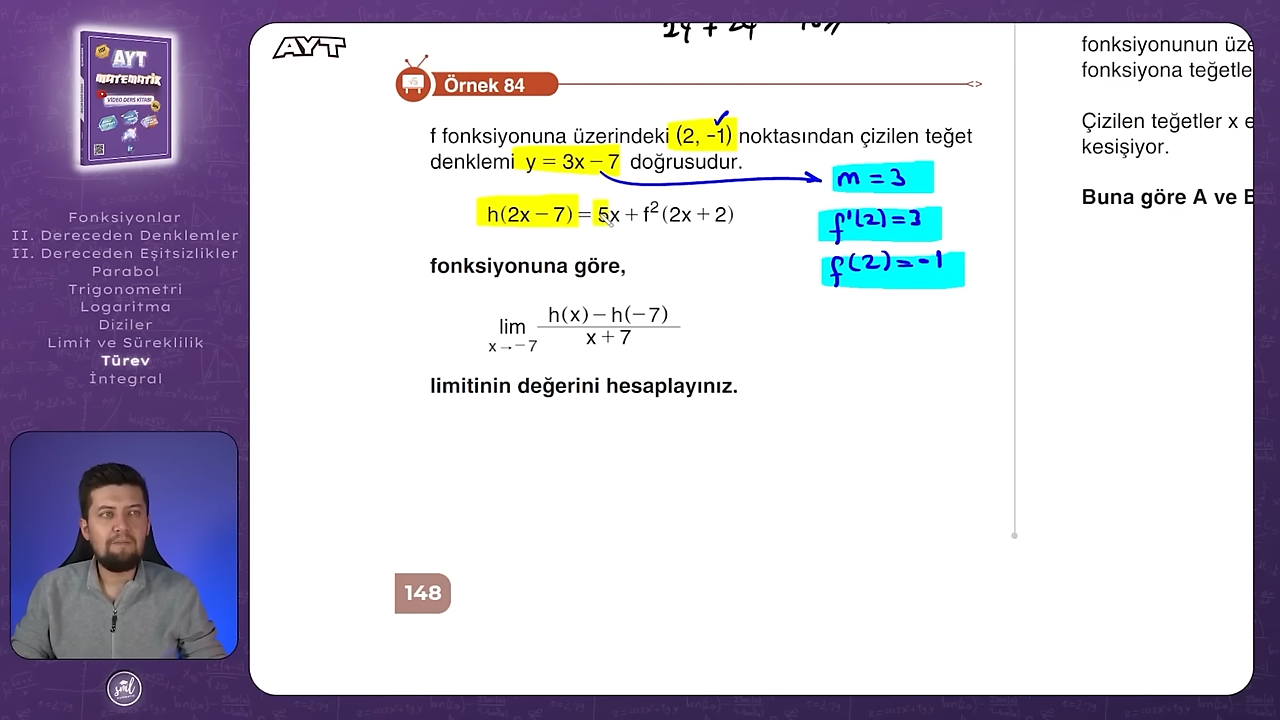 AYT
MATEMATİK
VİDEO DERS KİTABI
Fonksiyonlar
II. Dereceden Denklemler
II. Dereceden Eşitsizlikler
Parabol
Trigonometri
Logaritma
Diziler
Limit ve Süreklilik
Türev
İntegral
sml
AYT
24 + 24
Örnek 84
f fonksiyonuna üzerindeki (2, -1) noktasından çizilen teğet
denklemi y = 3x − 7 doğrusudur.
m = 3
h(2x − 7) = 5x + f²(2x + 2)
f'(2) = 3
f(2) = -1
fonksiyonuna göre,
lim h(x) − h(−7)
x→−7 x + 7
limitinin değerini hesaplayınız.
148
fonksiyonunun üze
fonksiyona teğetle
Çizilen teğetler x e
kesişiyor.
Buna göre A ve B